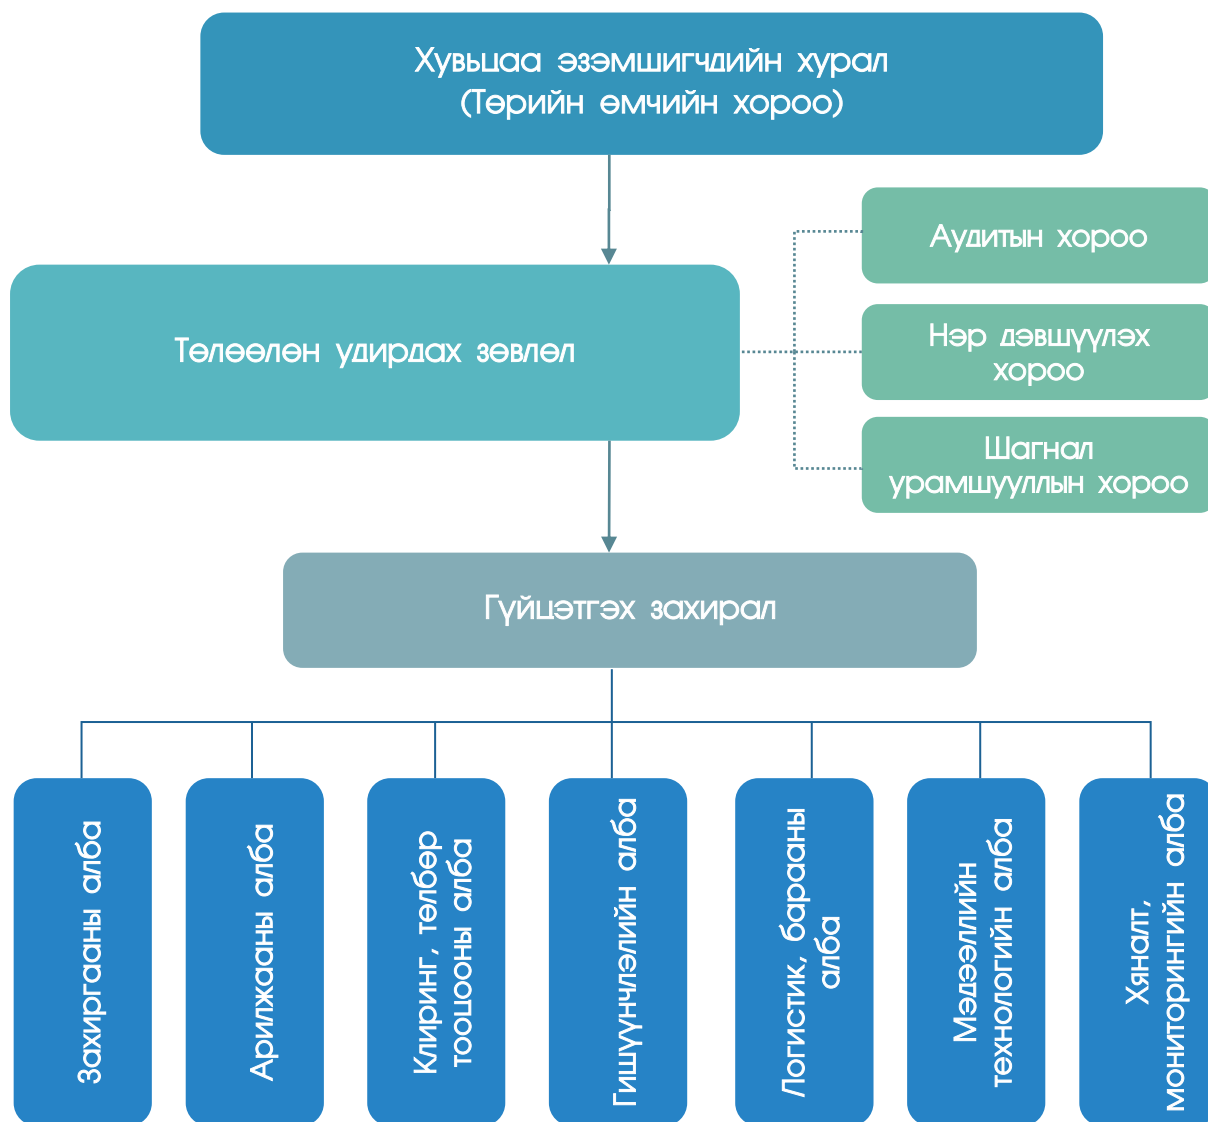 Хувьцаа эзэмшигчдийн хурал
(Төрийн өмчийн хороо)
Аудитын хороо
Төлөөлөн удирдах зөвлөл
Нэр дэвшүүлэх
хороо
Шагнал
урамшууллын хороо
Гүйцэтгэх захирал
Захиргааны алба
Арилжааны алба
Клиринг, төлбөр
тооцооны алба
Гишүүнчлэлийн алба
Логистик, барааны
алба
Мэдээллийн
технологийн алба
Хяналт,
мониторингийн алба